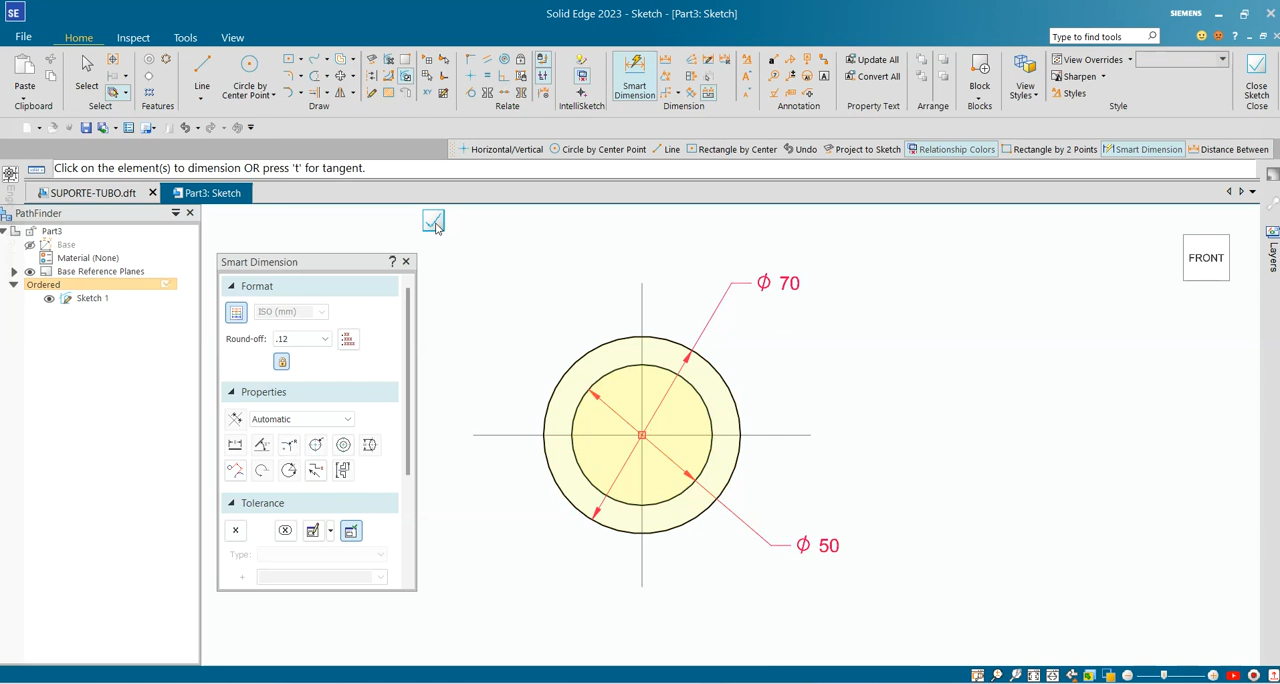 SE
Solid Edge 2023 - Sketch - [Part3: Sketch]
SIEMENS
File
Home
Inspect
Tools
View
Type to find tools
Paste
Clipboard
Select
Select
Features
Line
Circle by
Center Point
Draw
Relate
IntelliSketch
Smart
Dimension
Dimension
Annotation
Update All
Convert All
Property Text
Arrange
Block
Blocks
View
Styles
View Overrides
Sharpen
Styles
Style
Close
Sketch
Close
Horizontal/Vertical
Circle by Center Point
Line
Rectangle by Center
Undo
Project to Sketch
Relationship Colors
Rectangle by 2 Points
Smart Dimension
Distance Between
Click on the element(s) to dimension OR press 't' for tangent.
SUPORTE-TUBO.dft
Part3: Sketch
PathFinder
Part3
Base
Material (None)
Base Reference Planes
Ordered
Sketch 1
Smart Dimension
Format
ISO (mm)
Round-off:
.12
Properties
Automatic
Tolerance
Type:
+
Ø 70
Ø 50
FRONT
Layers